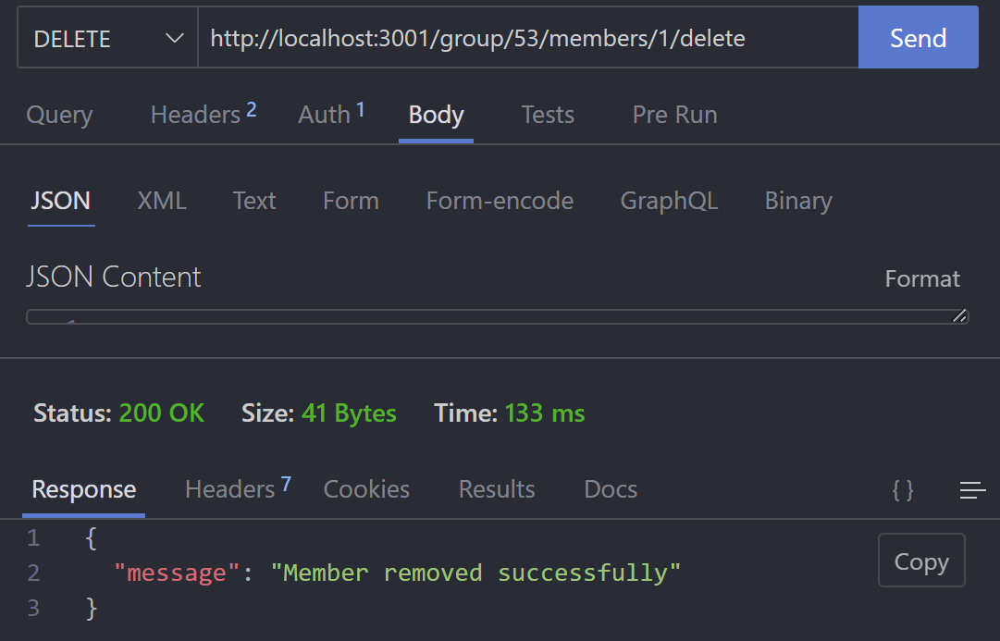 DELETE http://localhost:3001/group/53/members/1/delete Send
Query Headers 2 Auth 1 Body Tests Pre Run
JSON XML Text Form Form-encode GraphQL Binary
JSON Content Format
Status: 200 OK Size: 41 Bytes Time: 133 ms
Response Headers 7 Cookies Results Docs { }
1 {
2 "message": "Member removed successfully"
Copy
3 }